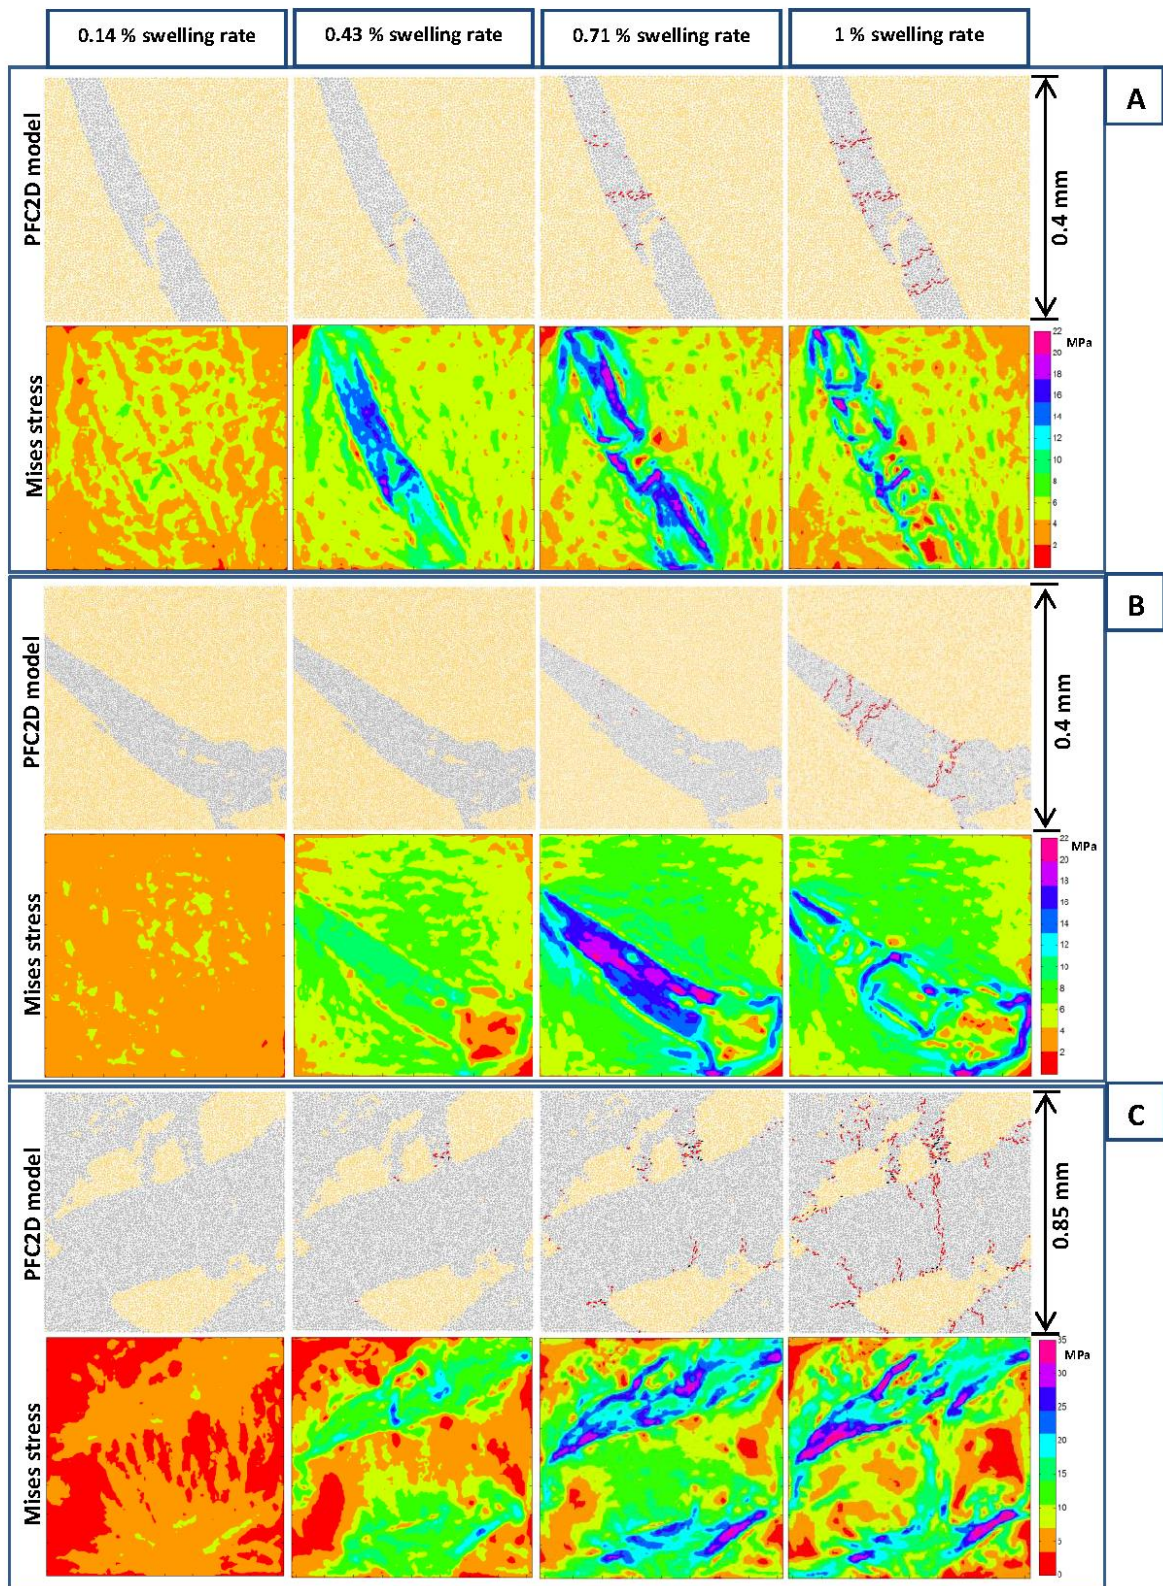 0.14 % swelling rate
0.43 % swelling rate
0.71 % swelling rate
1 % swelling rate
A
PFC2D model
0.4 mm
Mises stress
22
MPa
20
18
16
14
12
10
8
6
4
2
B
PFC2D model
0.4 mm
Mises stress
22
MPa
20
18
16
14
12
10
8
6
4
2
C
PFC2D model
0.85 mm
Mises stress
35
MPa
30
25
20
15
10
5
0